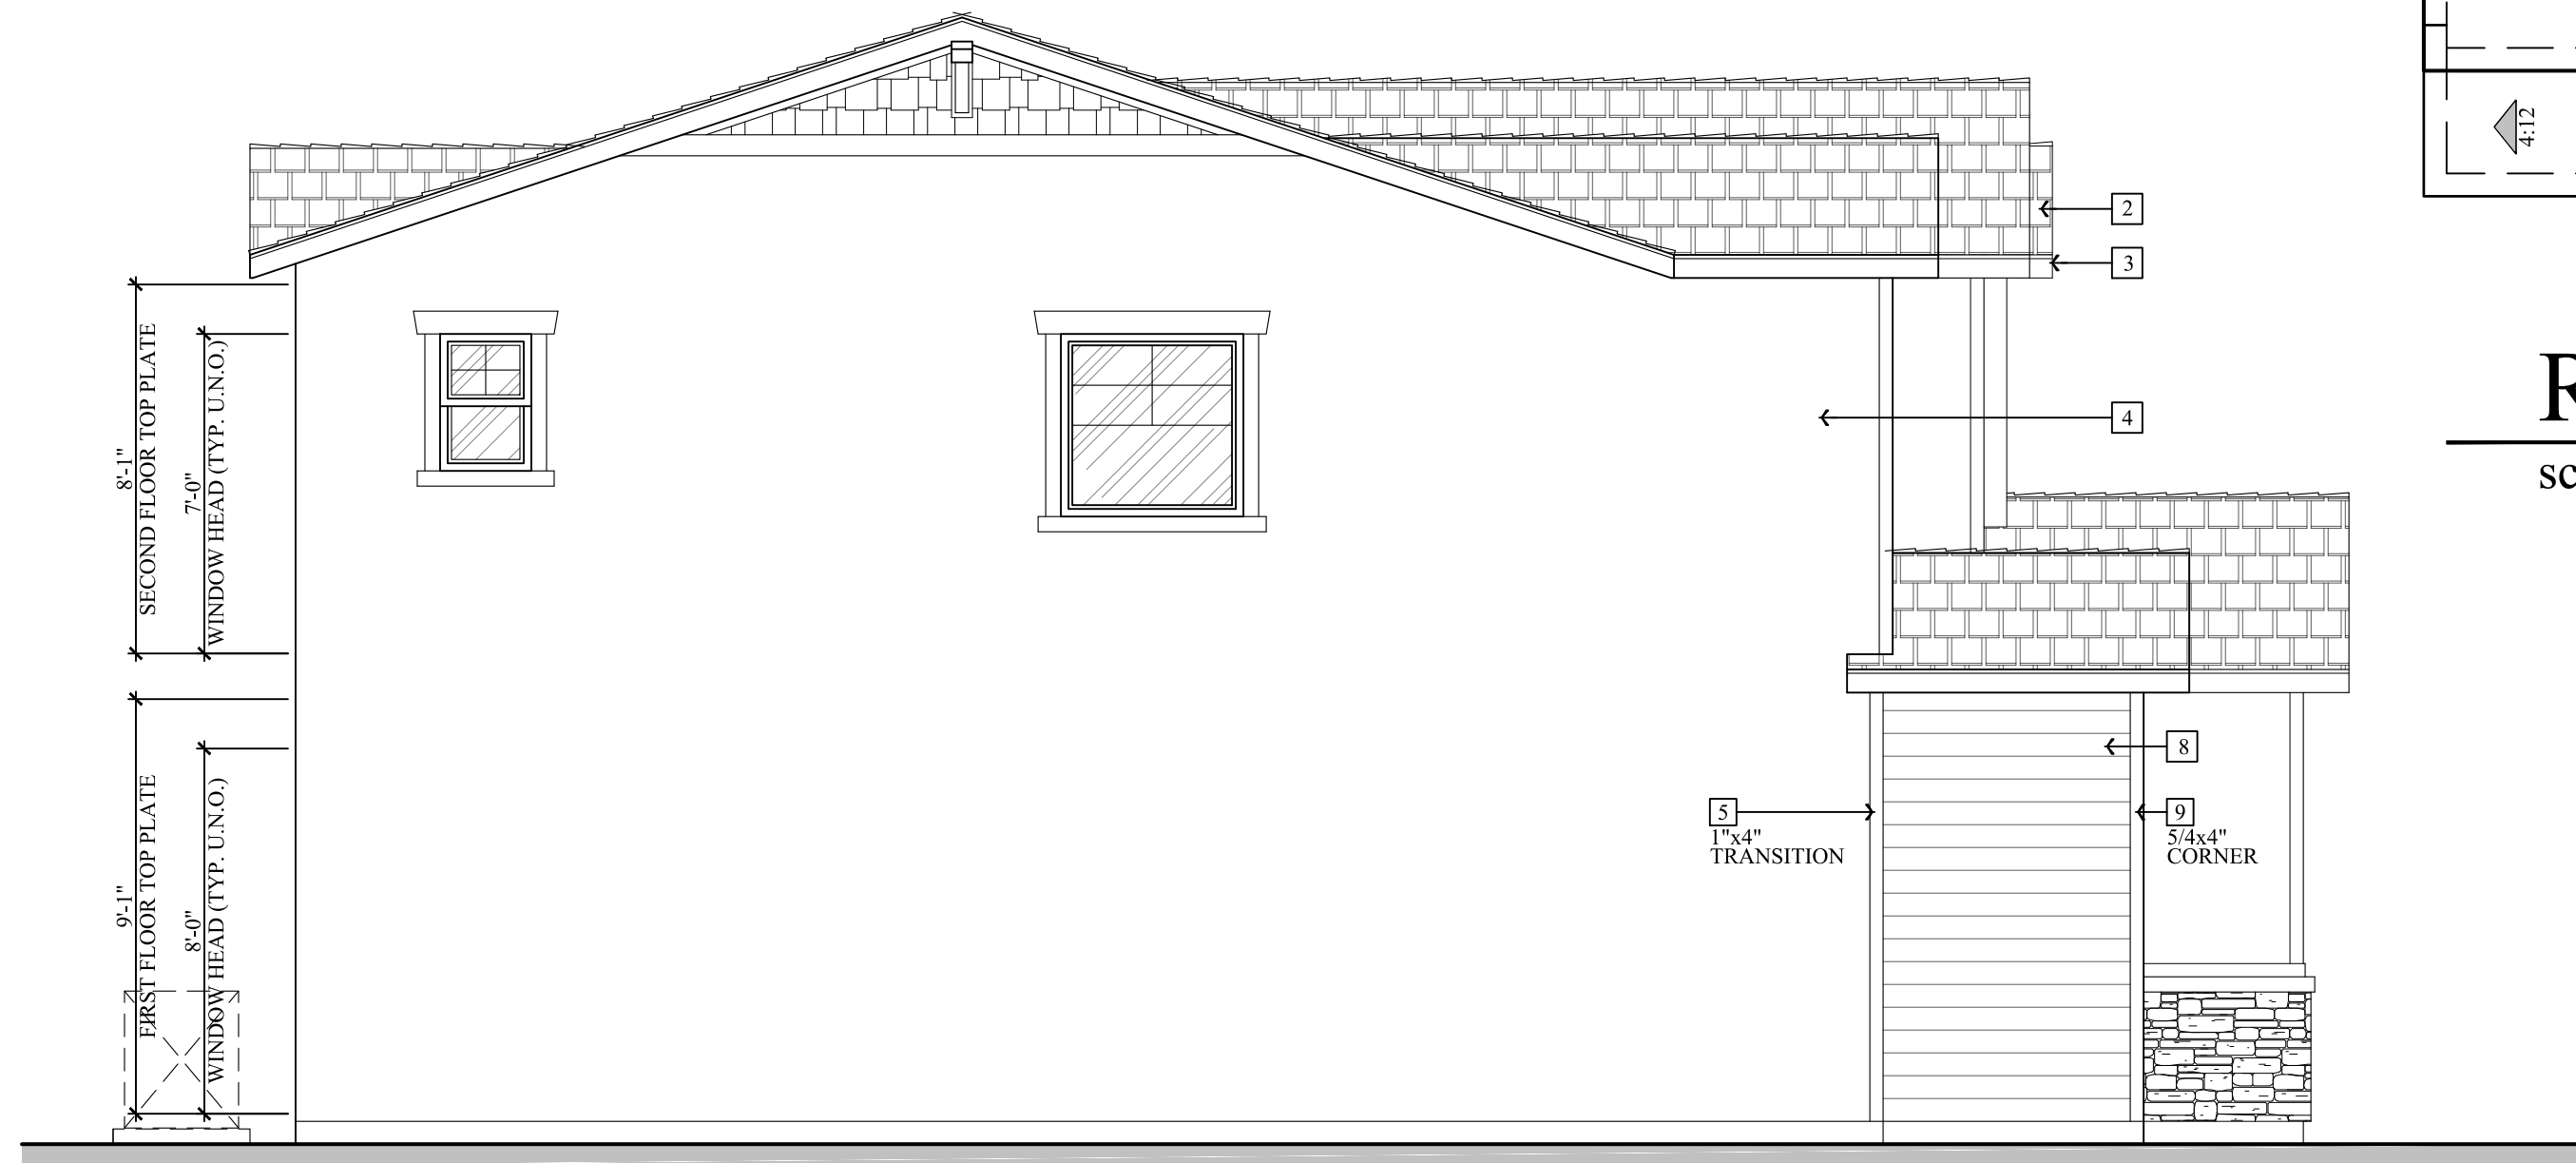 4:12
2
3
R
sc
8'-1"
SECOND FLOOR TOP PLATE
7'-0"
WINDOW HEAD (TYP. U.N.O.)
4
8
5
1"x4"
TRANSITION
9
5/4x4"
CORNER
9'-1"
FIRST FLOOR TOP PLATE
8'-0"
WINDOW HEAD (TYP. U.N.O.)